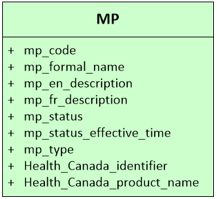 MP
+ mp_code
+ mp_formal_name
+ mp_en_description
+ mp_fr_description
+ mp_status
+ mp_status_effective_time
+ mp_type
+ Health_Canada_identifier
+ Health_Canada_product_name